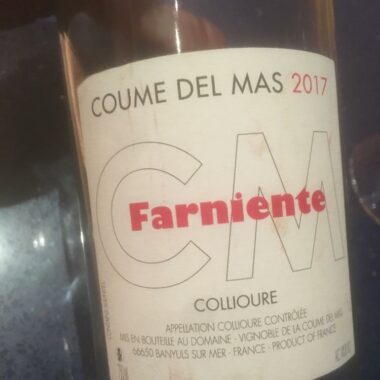 COUME DEL MAS 2017
CM
Farniente
COLLIOURE
APPELLATION COLLIOURE CONTRÔLÉE
MIS EN BOUTEILLE AU DOMAINE - VIGNOBLE DE LA COUME DEL MAS
66650 BANYULS SUR MER - FRANCE - PRODUCT OF FRANCE